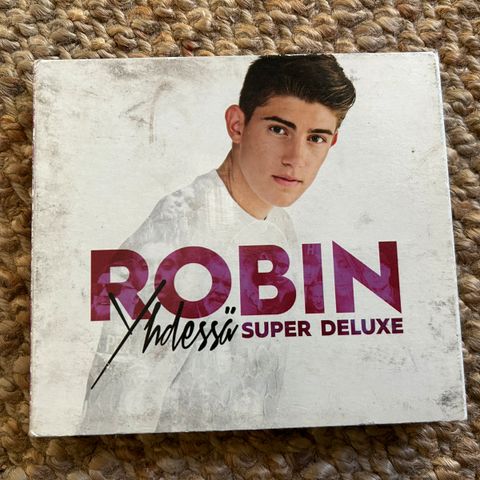 ROBIN
Yhdessä SUPER DELUXE